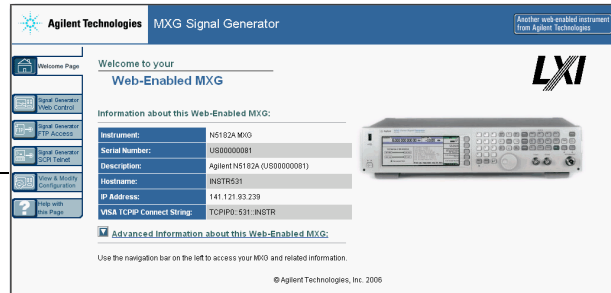 Agilent Technologies
MXG Signal Generator
Another web-enabled instrument
from Agilent Technologies
Welcome Page
Signal Generator
Web Control
Signal Generator
FTP Access
Signal Generator
SCPI Telnet
View & Modify
Configuration
Help with
this Page
Welcome to your
Web-Enabled MXG
LXI
Information about this Web-Enabled MXG:
Instrument: N5182A MXG
Serial Number: US00000081
Description: Agilent N5182A (US00000081)
Hostname: INSTR531
IP Address: 141.121.93.239
VISA TCPIP Connect String: TCPIP0::531::INSTR
Advanced Information about this Web-Enabled MXG:
Use the navigation bar on the left to access your MXG and related information.
© Agilent Technologies, Inc. 2006